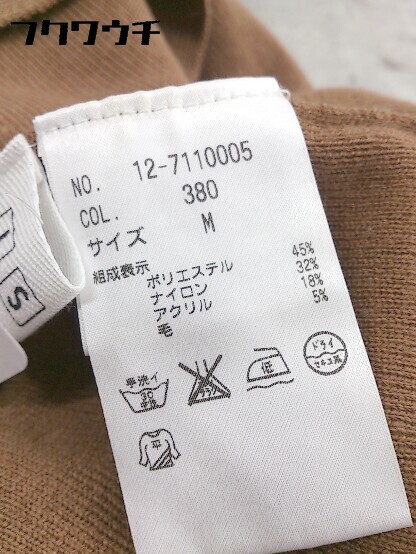 フクワウチ
NO. 12-7110005
COL. 380
サイズ M
組成表示
ポリエステル 45%
ナイロン 32%
アクリル 18%
毛 5%
手洗イ 30 中性
低
ドライ セキユ系
平
S